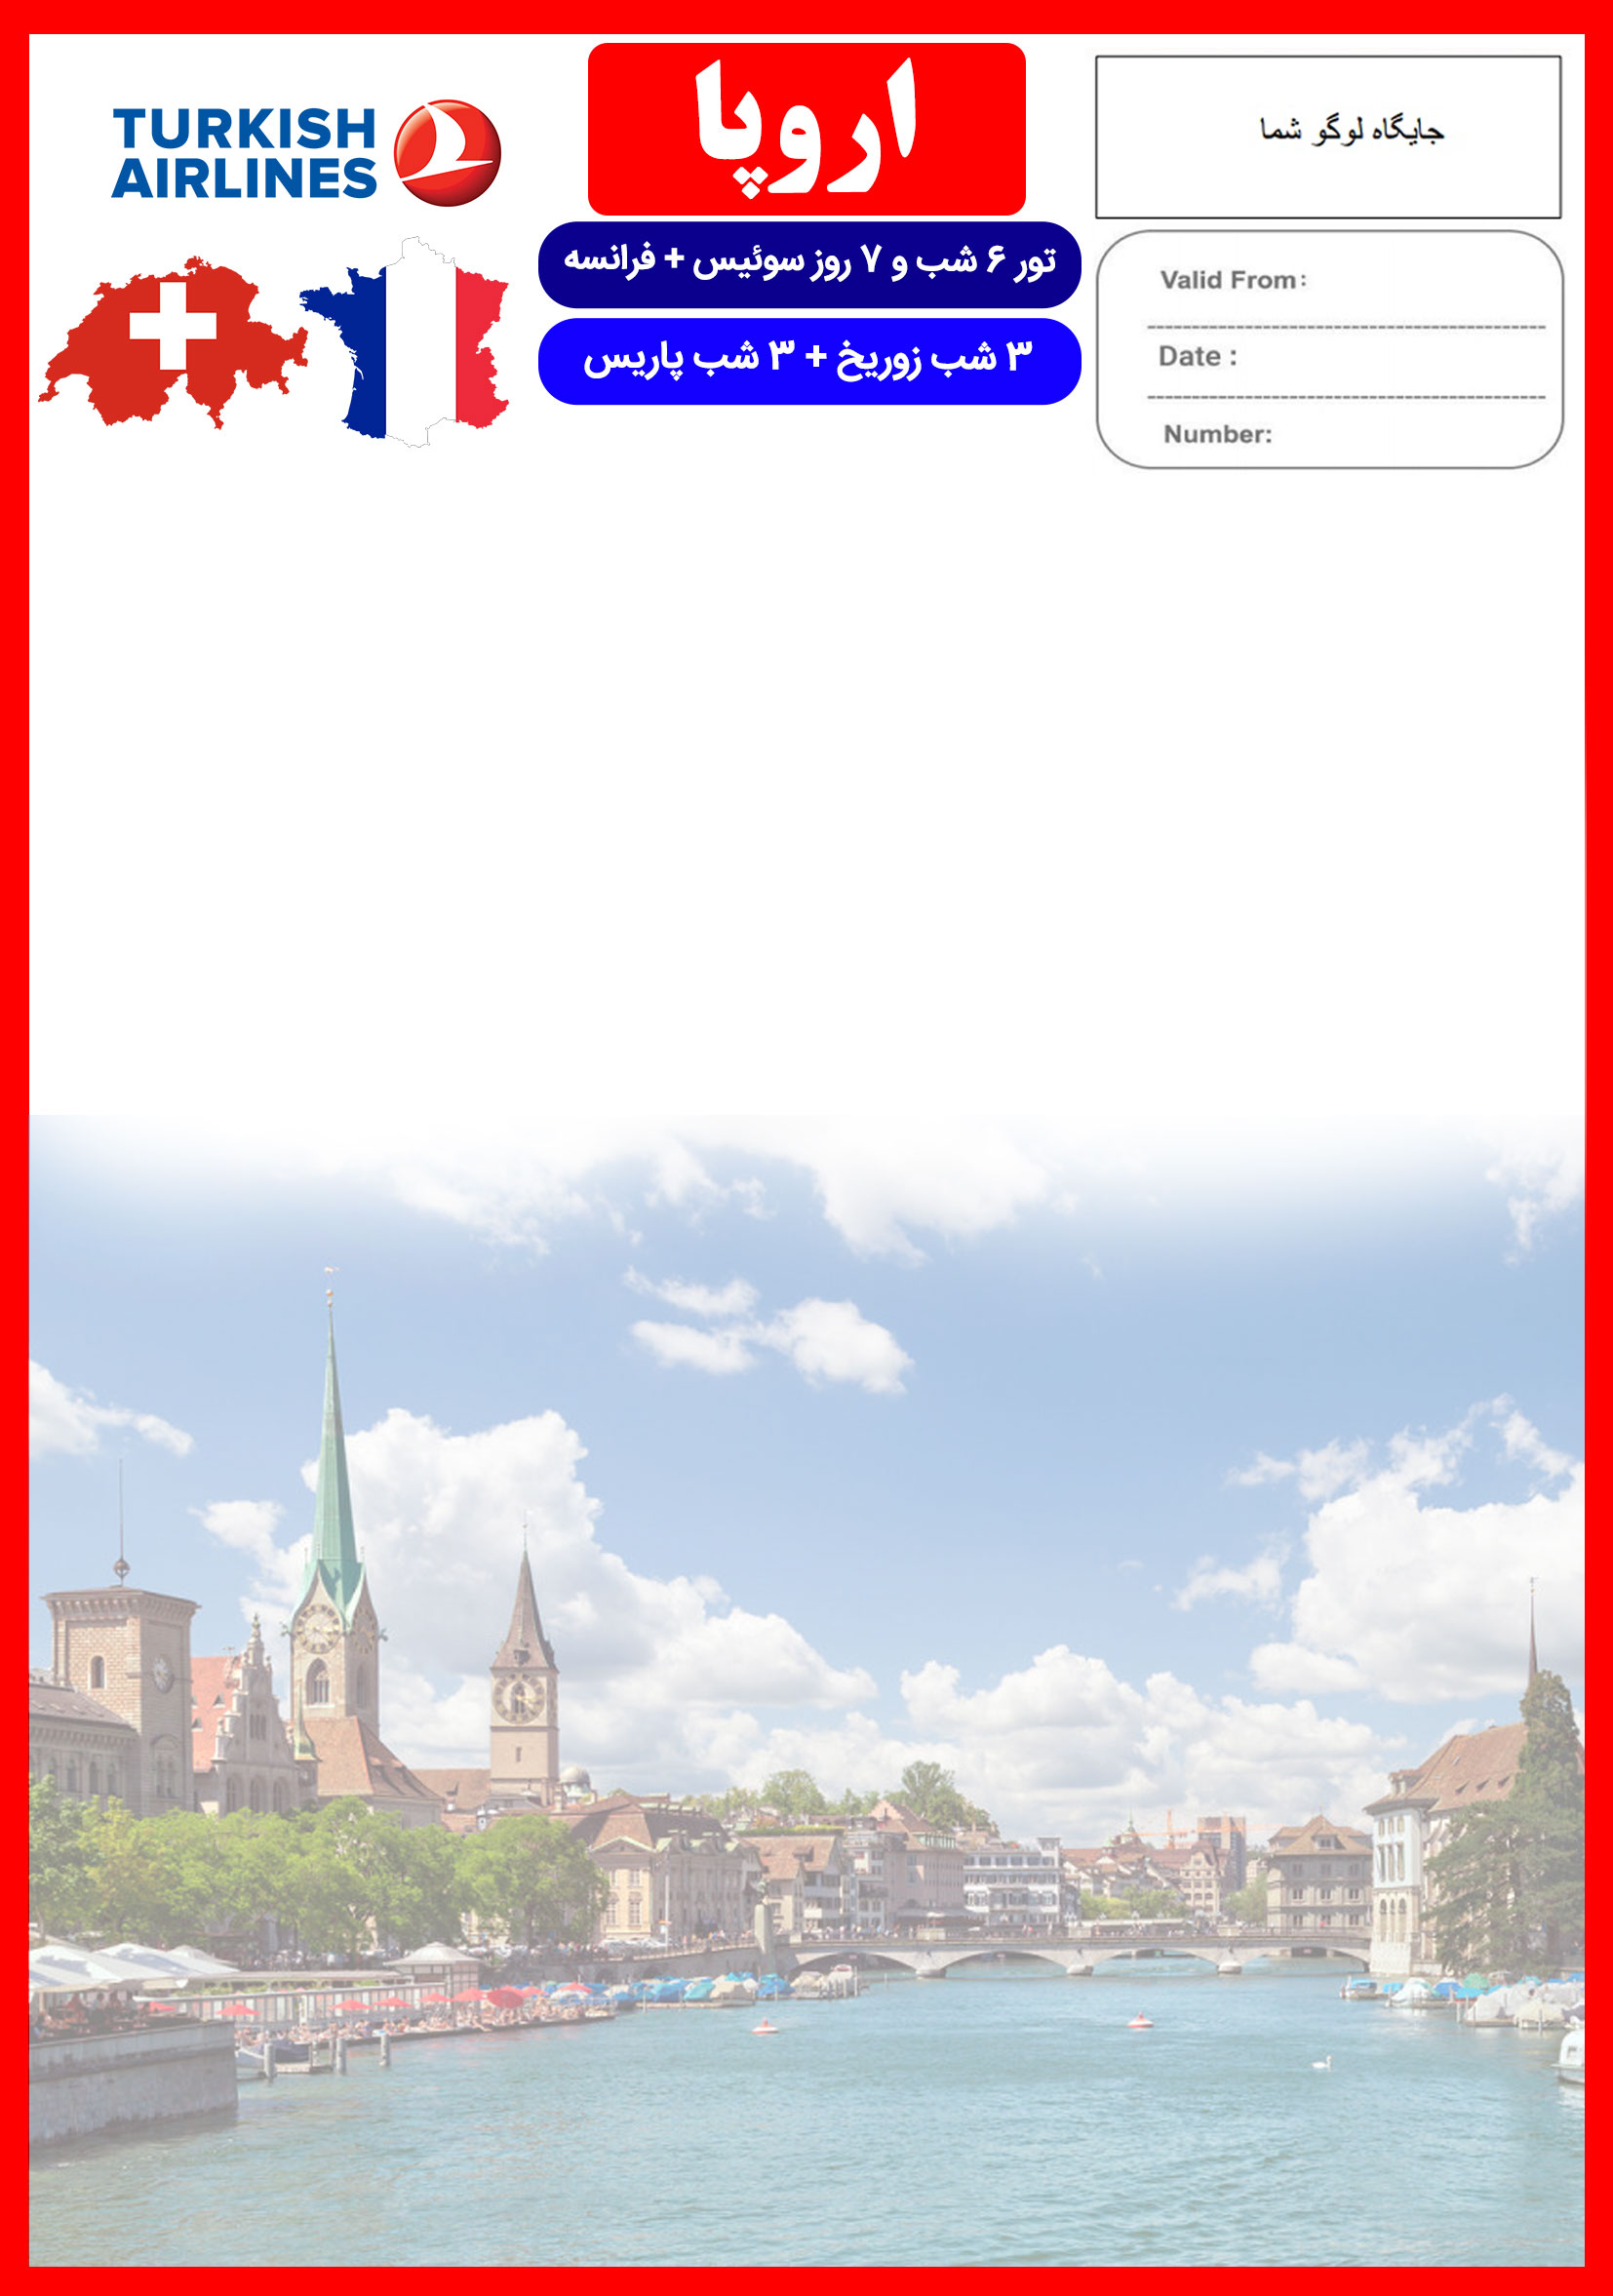 جایگاه لوگو شما
اروپا
TURKISH
AIRLINES
تور ۶ شب و ۷ روز سوئیس + فرانسه
۳ شب زوریخ + ۳ شب پاریس
Valid From:
Date :
Number: